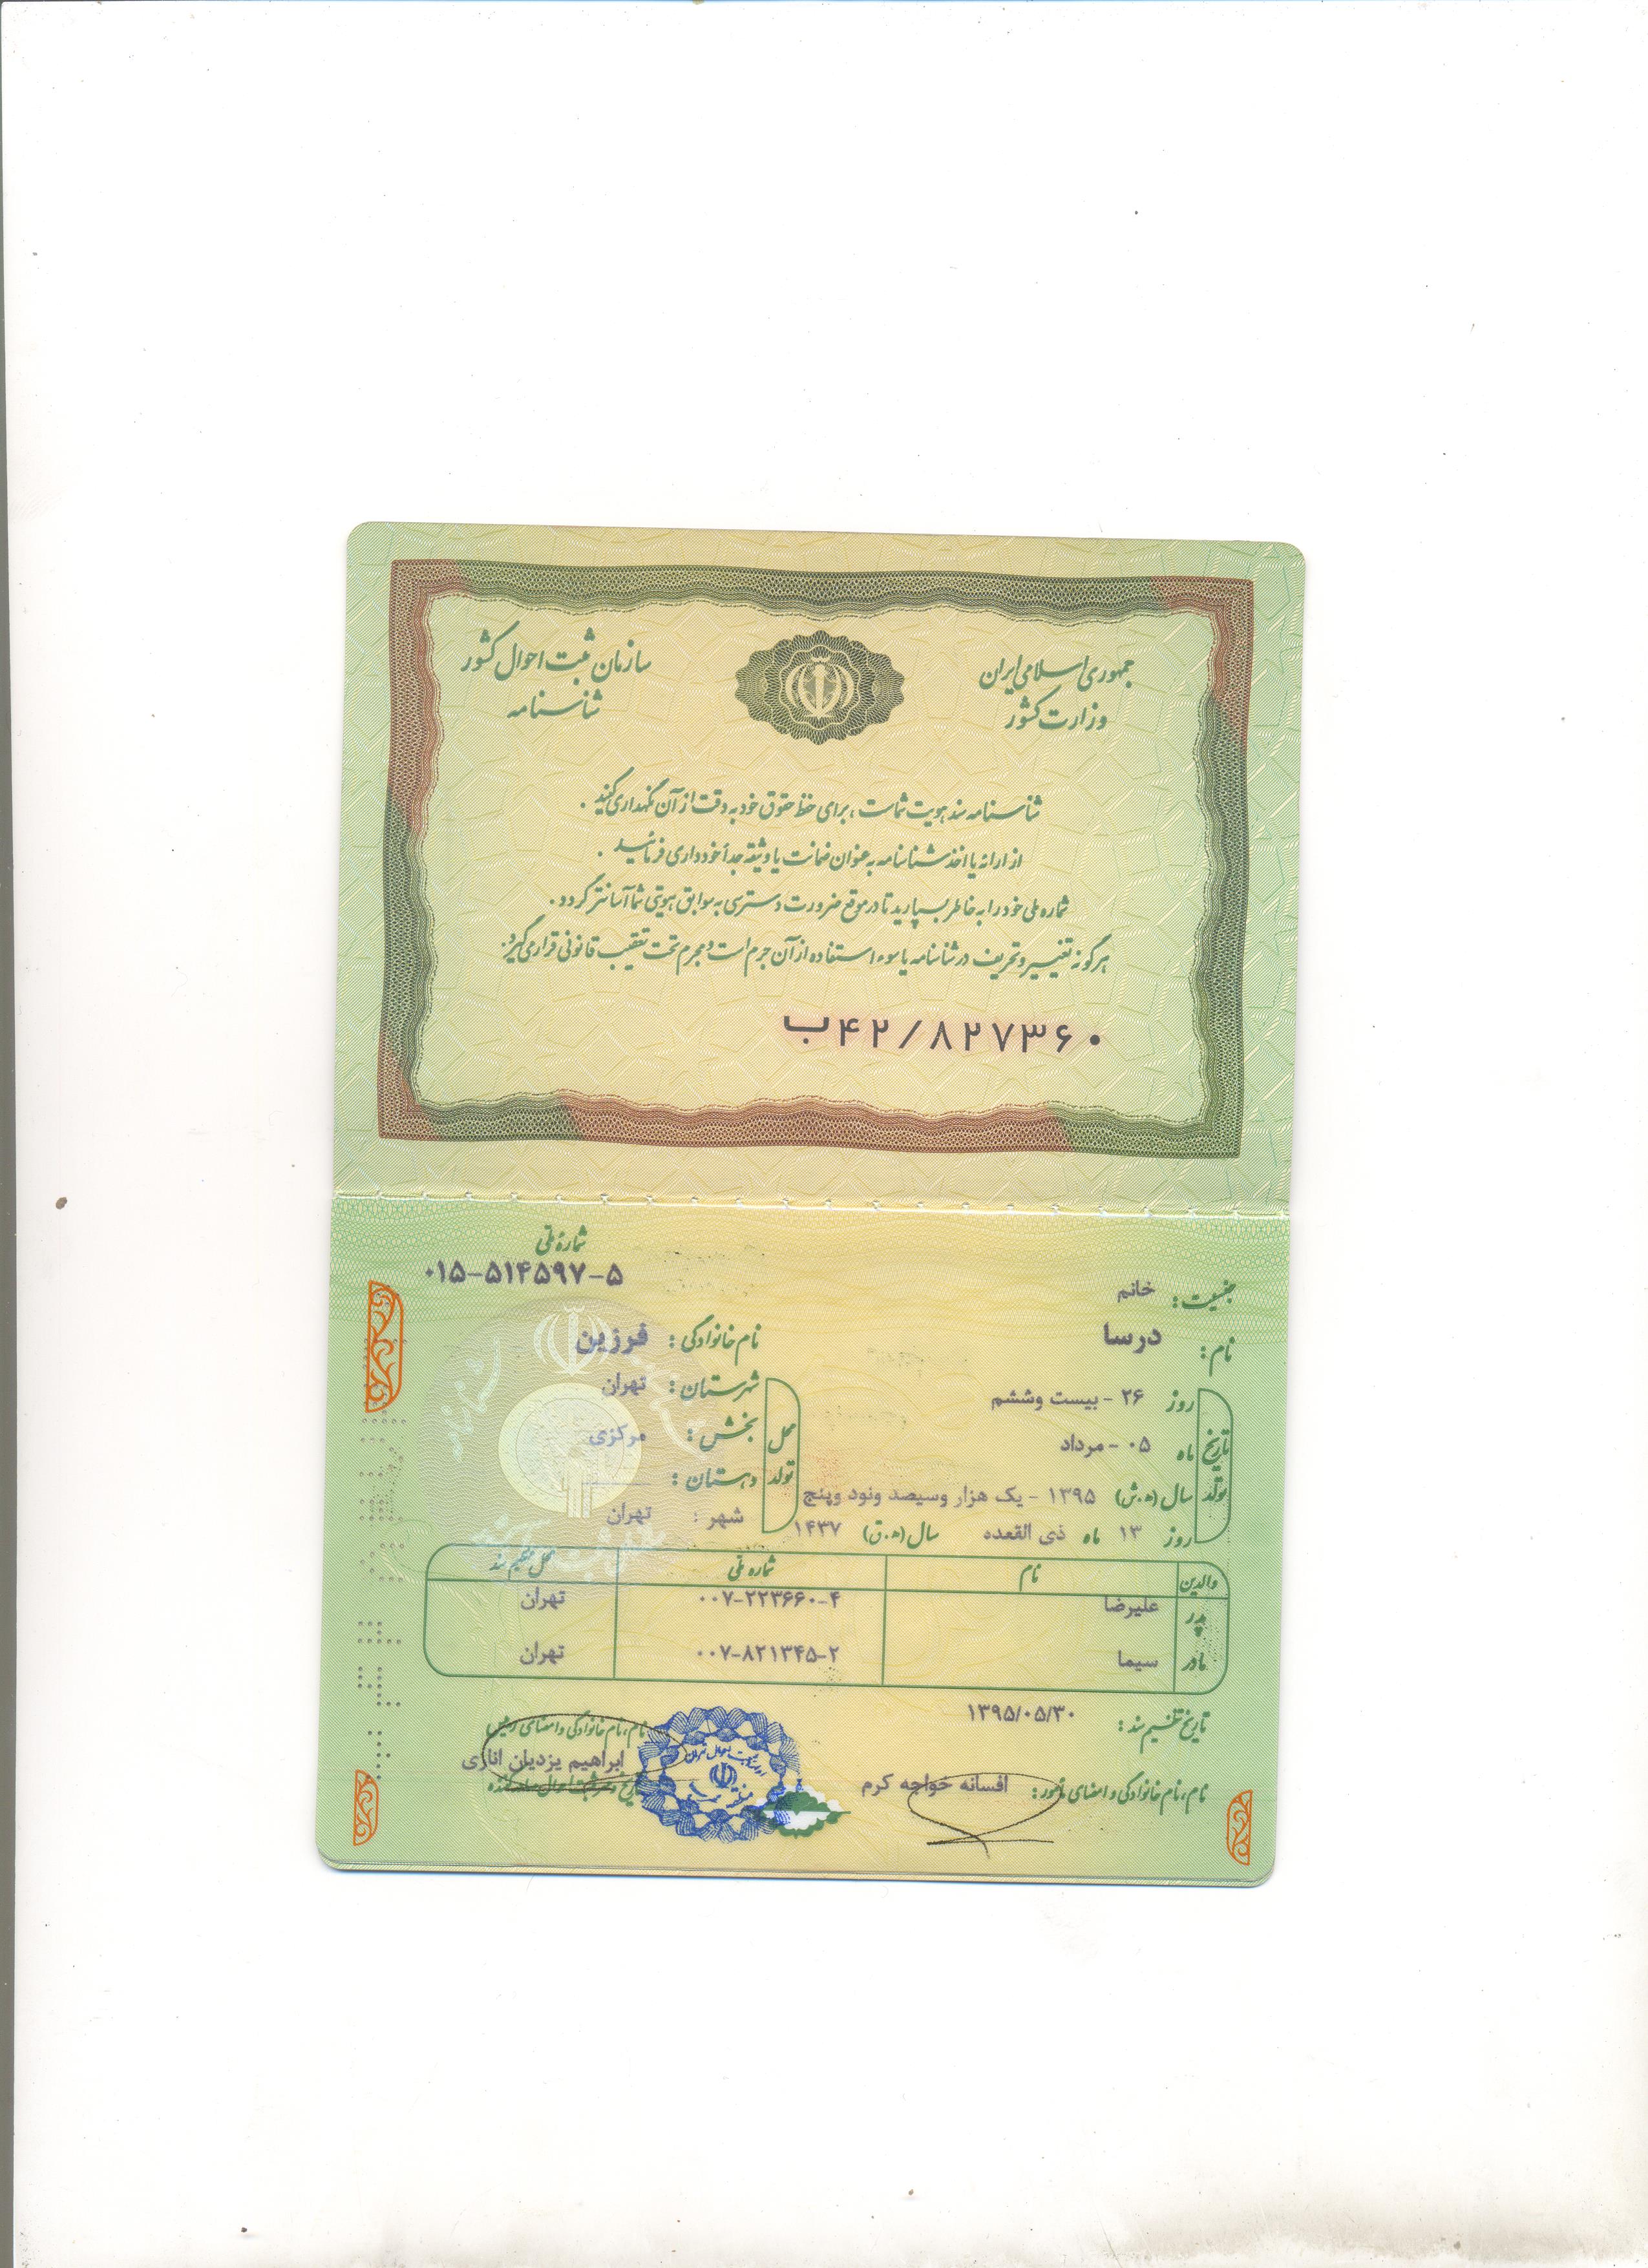 جمهوری اسلامی ایران
وزارت کشور
سازمان ثبت احوال کشور
شناسنامه
شناسنامه سند هویت شماست ، برای حفظ حقوق خود به دقت از آن نگهداری کنید .
از ارائه یا اخذ شناسنامه به عنوان ضمانت یا وثیقه جداً خودداری فرمائید .
شماره ملی خود را به خاطر بسپارید تا در موقع ضرورت دسترسی به سوابق هویتی شما آسانتر گردد .
هرگونه تغییر و تحریف در شناسنامه یا سوء استفاده از آن جرم است و مجرم تحت تعقیب قانونی قرار می گیرد.
ب۴۲/۸۲۷۳۶۰
شمارۀ ملی
۰۱۵-۵۱۴۵۹۷-۵
جنسیت : خانم
نام : درسا
نام خانوادگی : فرزین
تاریخ تولد
روز ۲۶ - بیست وششم
ماه ۰۵ - مرداد
سال (ه.ش) ۱۳۹۵ - یک هزار وسیصد ونود وپنج
روز ۱۳ ماه ذی القعده سال (ه.ق) ۱۴۳۷
محل تولد
شهرستان : تهران
بخش : مرکزی
دهستان :
شهر : تهران
والدین نام شماره ملی محل تنظیم سند
پدر علیرضا ۰۰۷-۲۲۳۶۶۰-۴ تهران
مادر سیما ۰۰۷-۸۲۱۳۴۵-۲ تهران
تاریخ تنظیم سند : ۱۳۹۵/۰۵/۳۰
نام، نام خانوادگی و امضای مأمور : افسانه خواجه کرم
نام، نام خانوادگی و امضای رئیس
ابراهیم یزدیان اناری